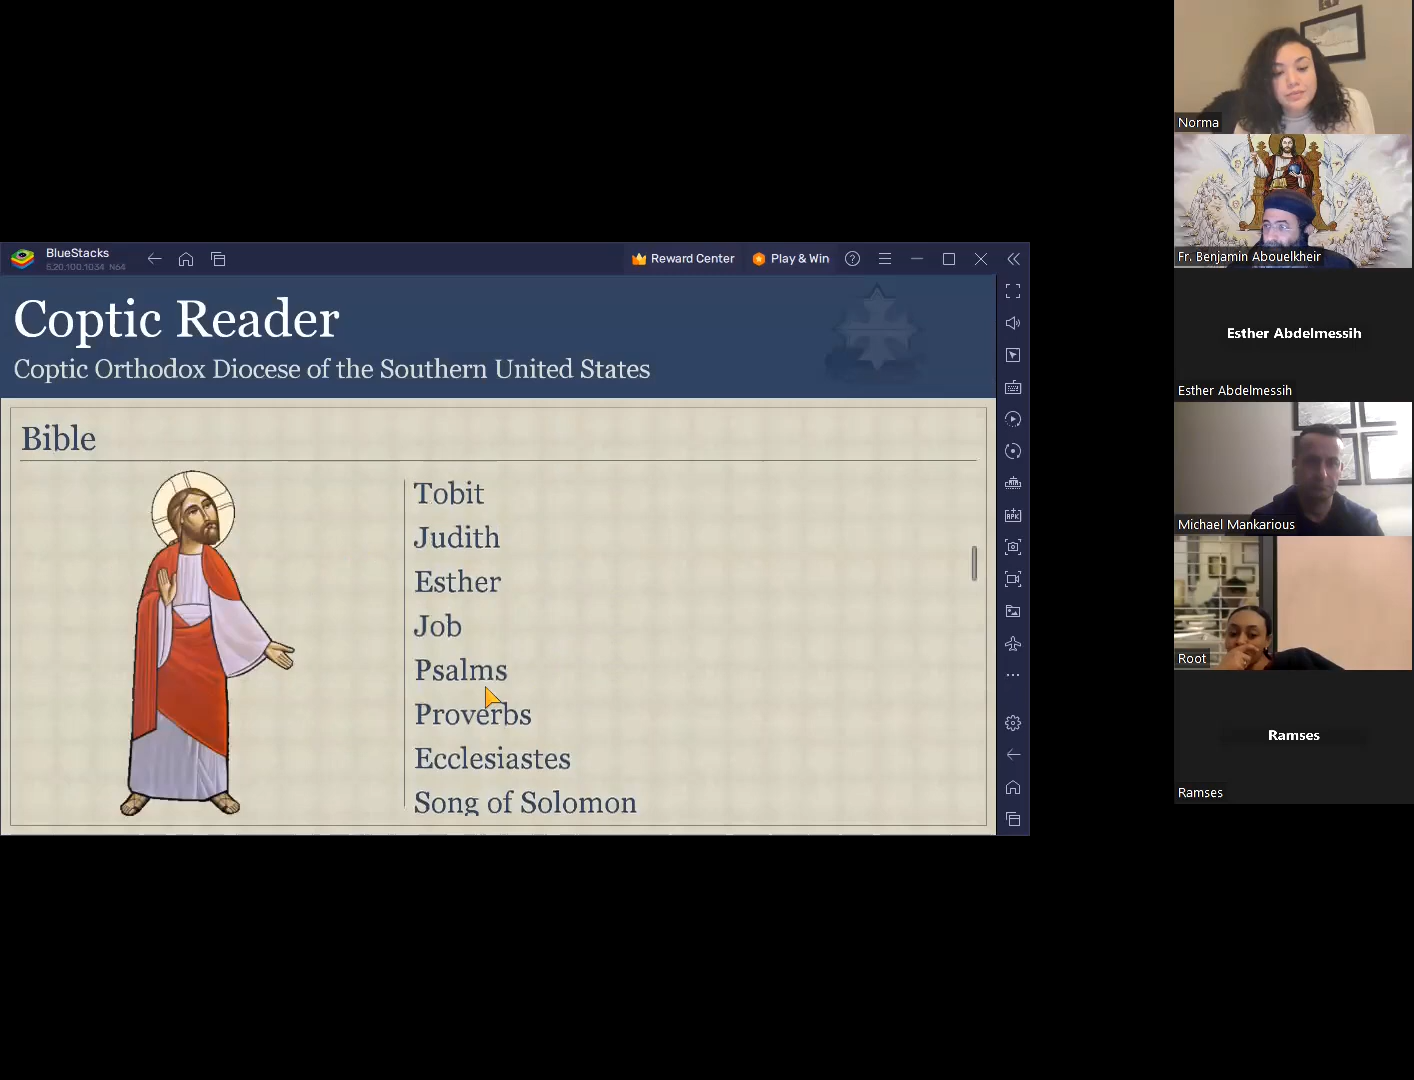 BlueStacks
5.20.100.1034 N64
Reward Center
Play & Win
Coptic Reader
Coptic Orthodox Diocese of the Southern United States
Bible
Tobit
Judith
Esther
Job
Psalms
Proverbs
Ecclesiastes
Song of Solomon
Norma
Fr. Benjamin Abouelkheir
Esther Abdelmessih
Esther Abdelmessih
Michael Mankarious
Root
Ramses
Ramses